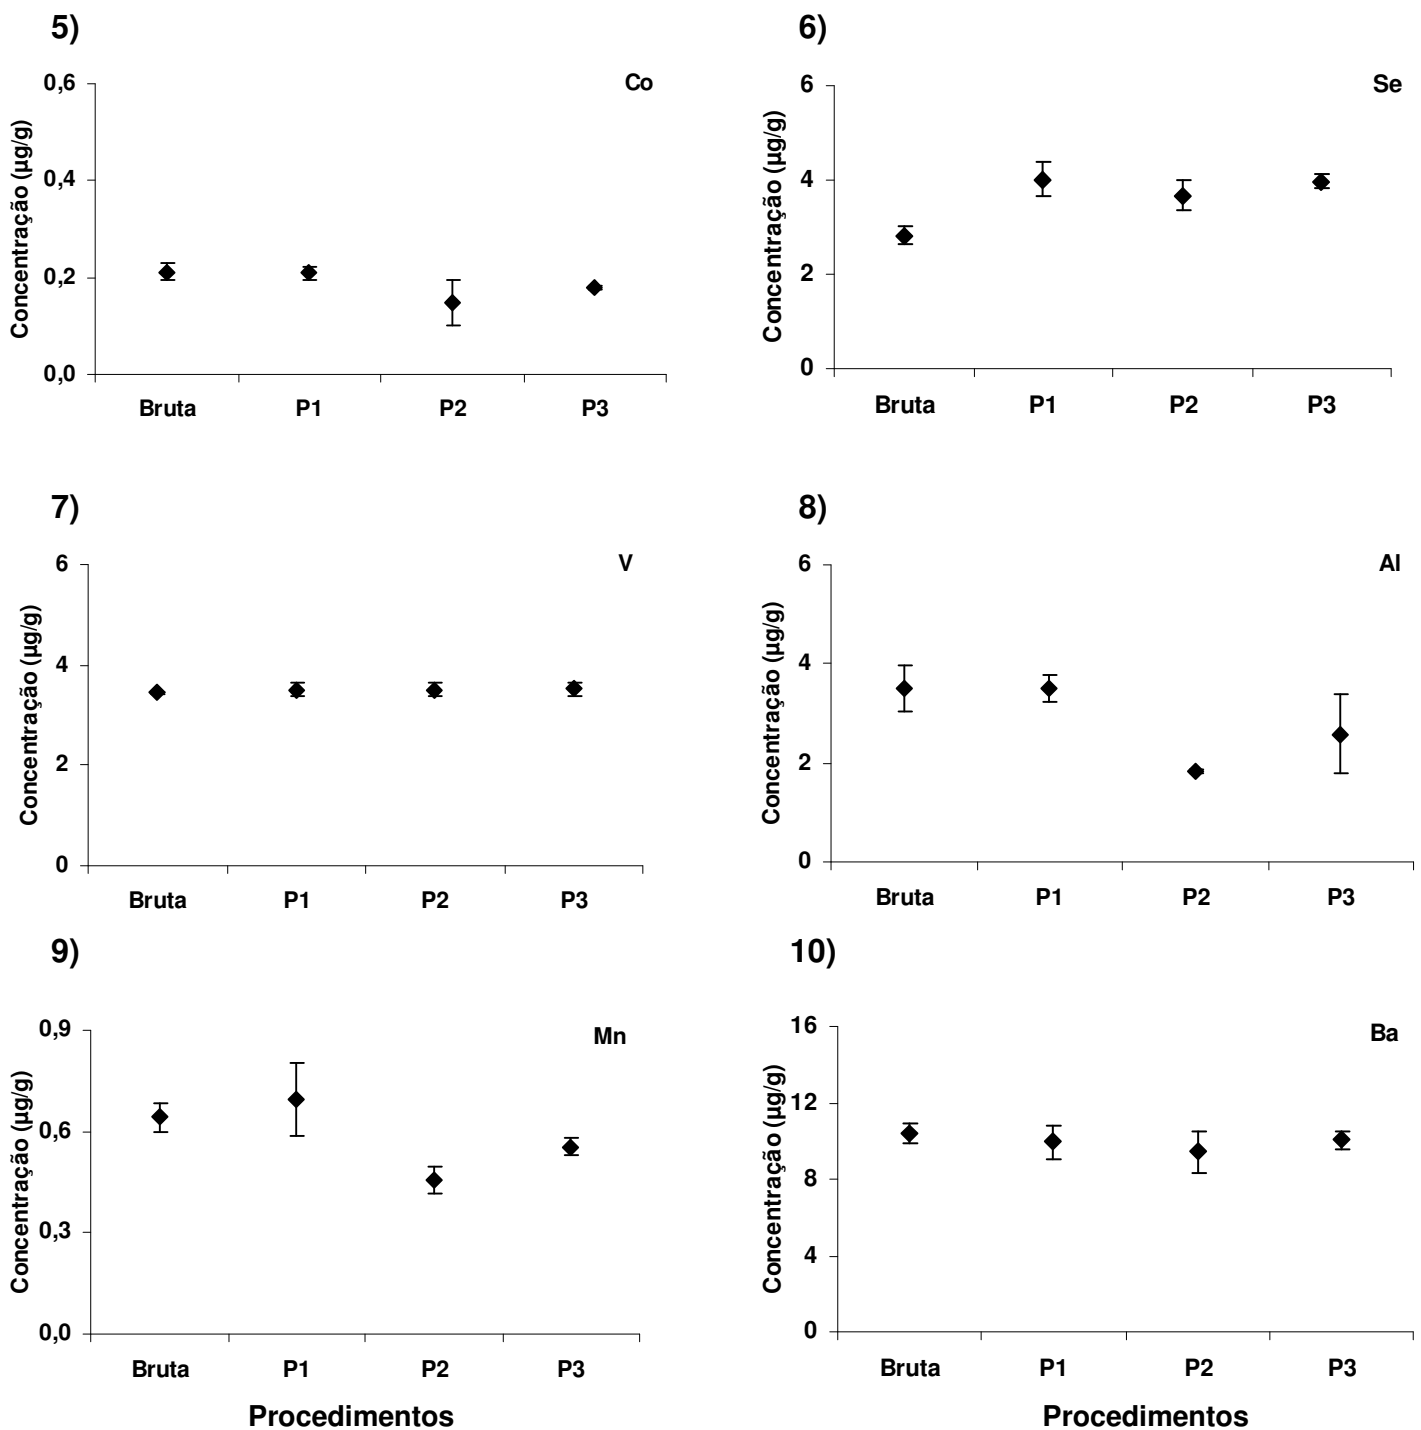 5)
Co
Concentração (µg/g)
0,6
0,4
0,2
0,0
Bruta P1 P2 P3
6)
Se
Concentração (µg/g)
6
4
2
0
Bruta P1 P2 P3
7)
V
Concentração (µg/g)
6
4
2
0
Bruta P1 P2 P3
8)
Al
Concentração (µg/g)
6
4
2
0
Bruta P1 P2 P3
9)
Mn
Concentração (µg/g)
0,9
0,6
0,3
0,0
Bruta P1 P2 P3
Procedimentos
10)
Ba
Concentração (µg/g)
16
12
8
4
0
Bruta P1 P2 P3
Procedimentos